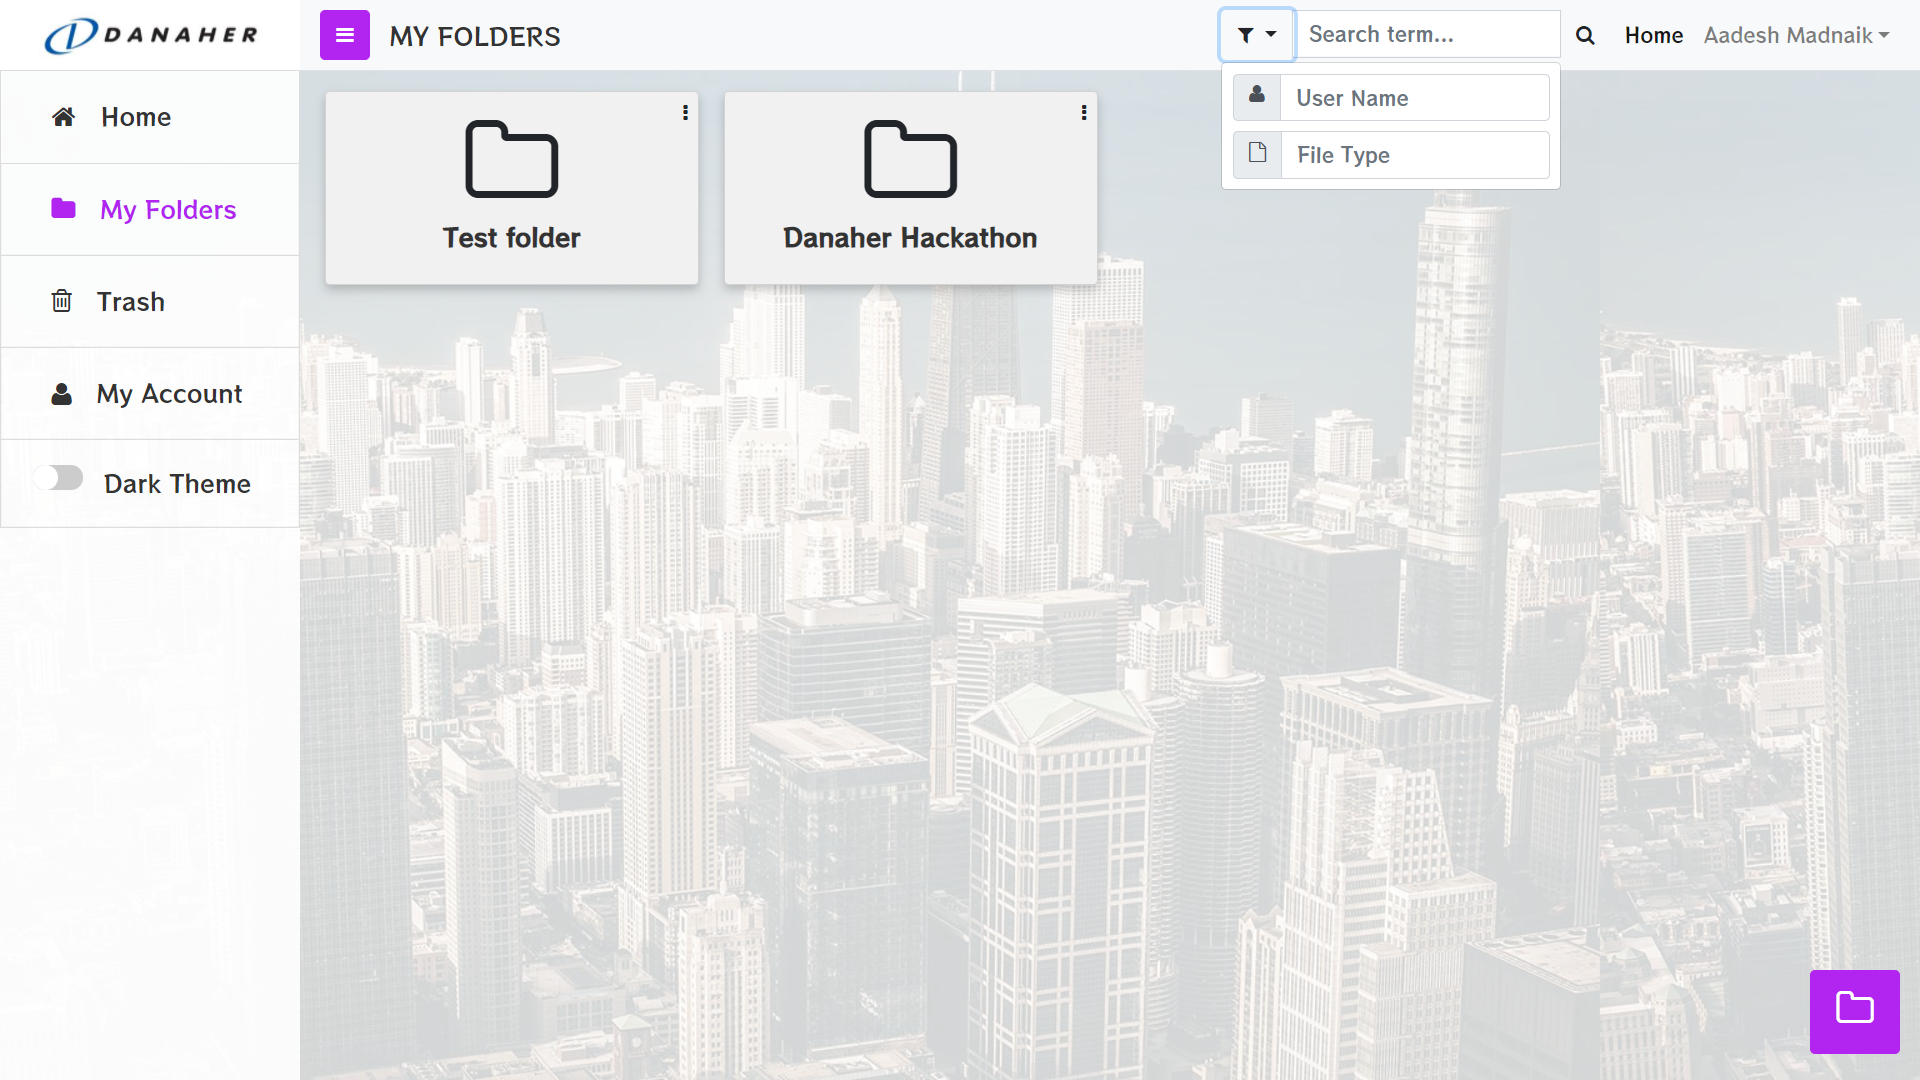 DANAHER
MY FOLDERS
Search term...
Home
Aadesh Madnaik
User Name
File Type
Home
My Folders
Trash
My Account
Dark Theme
Test folder
Danaher Hackathon